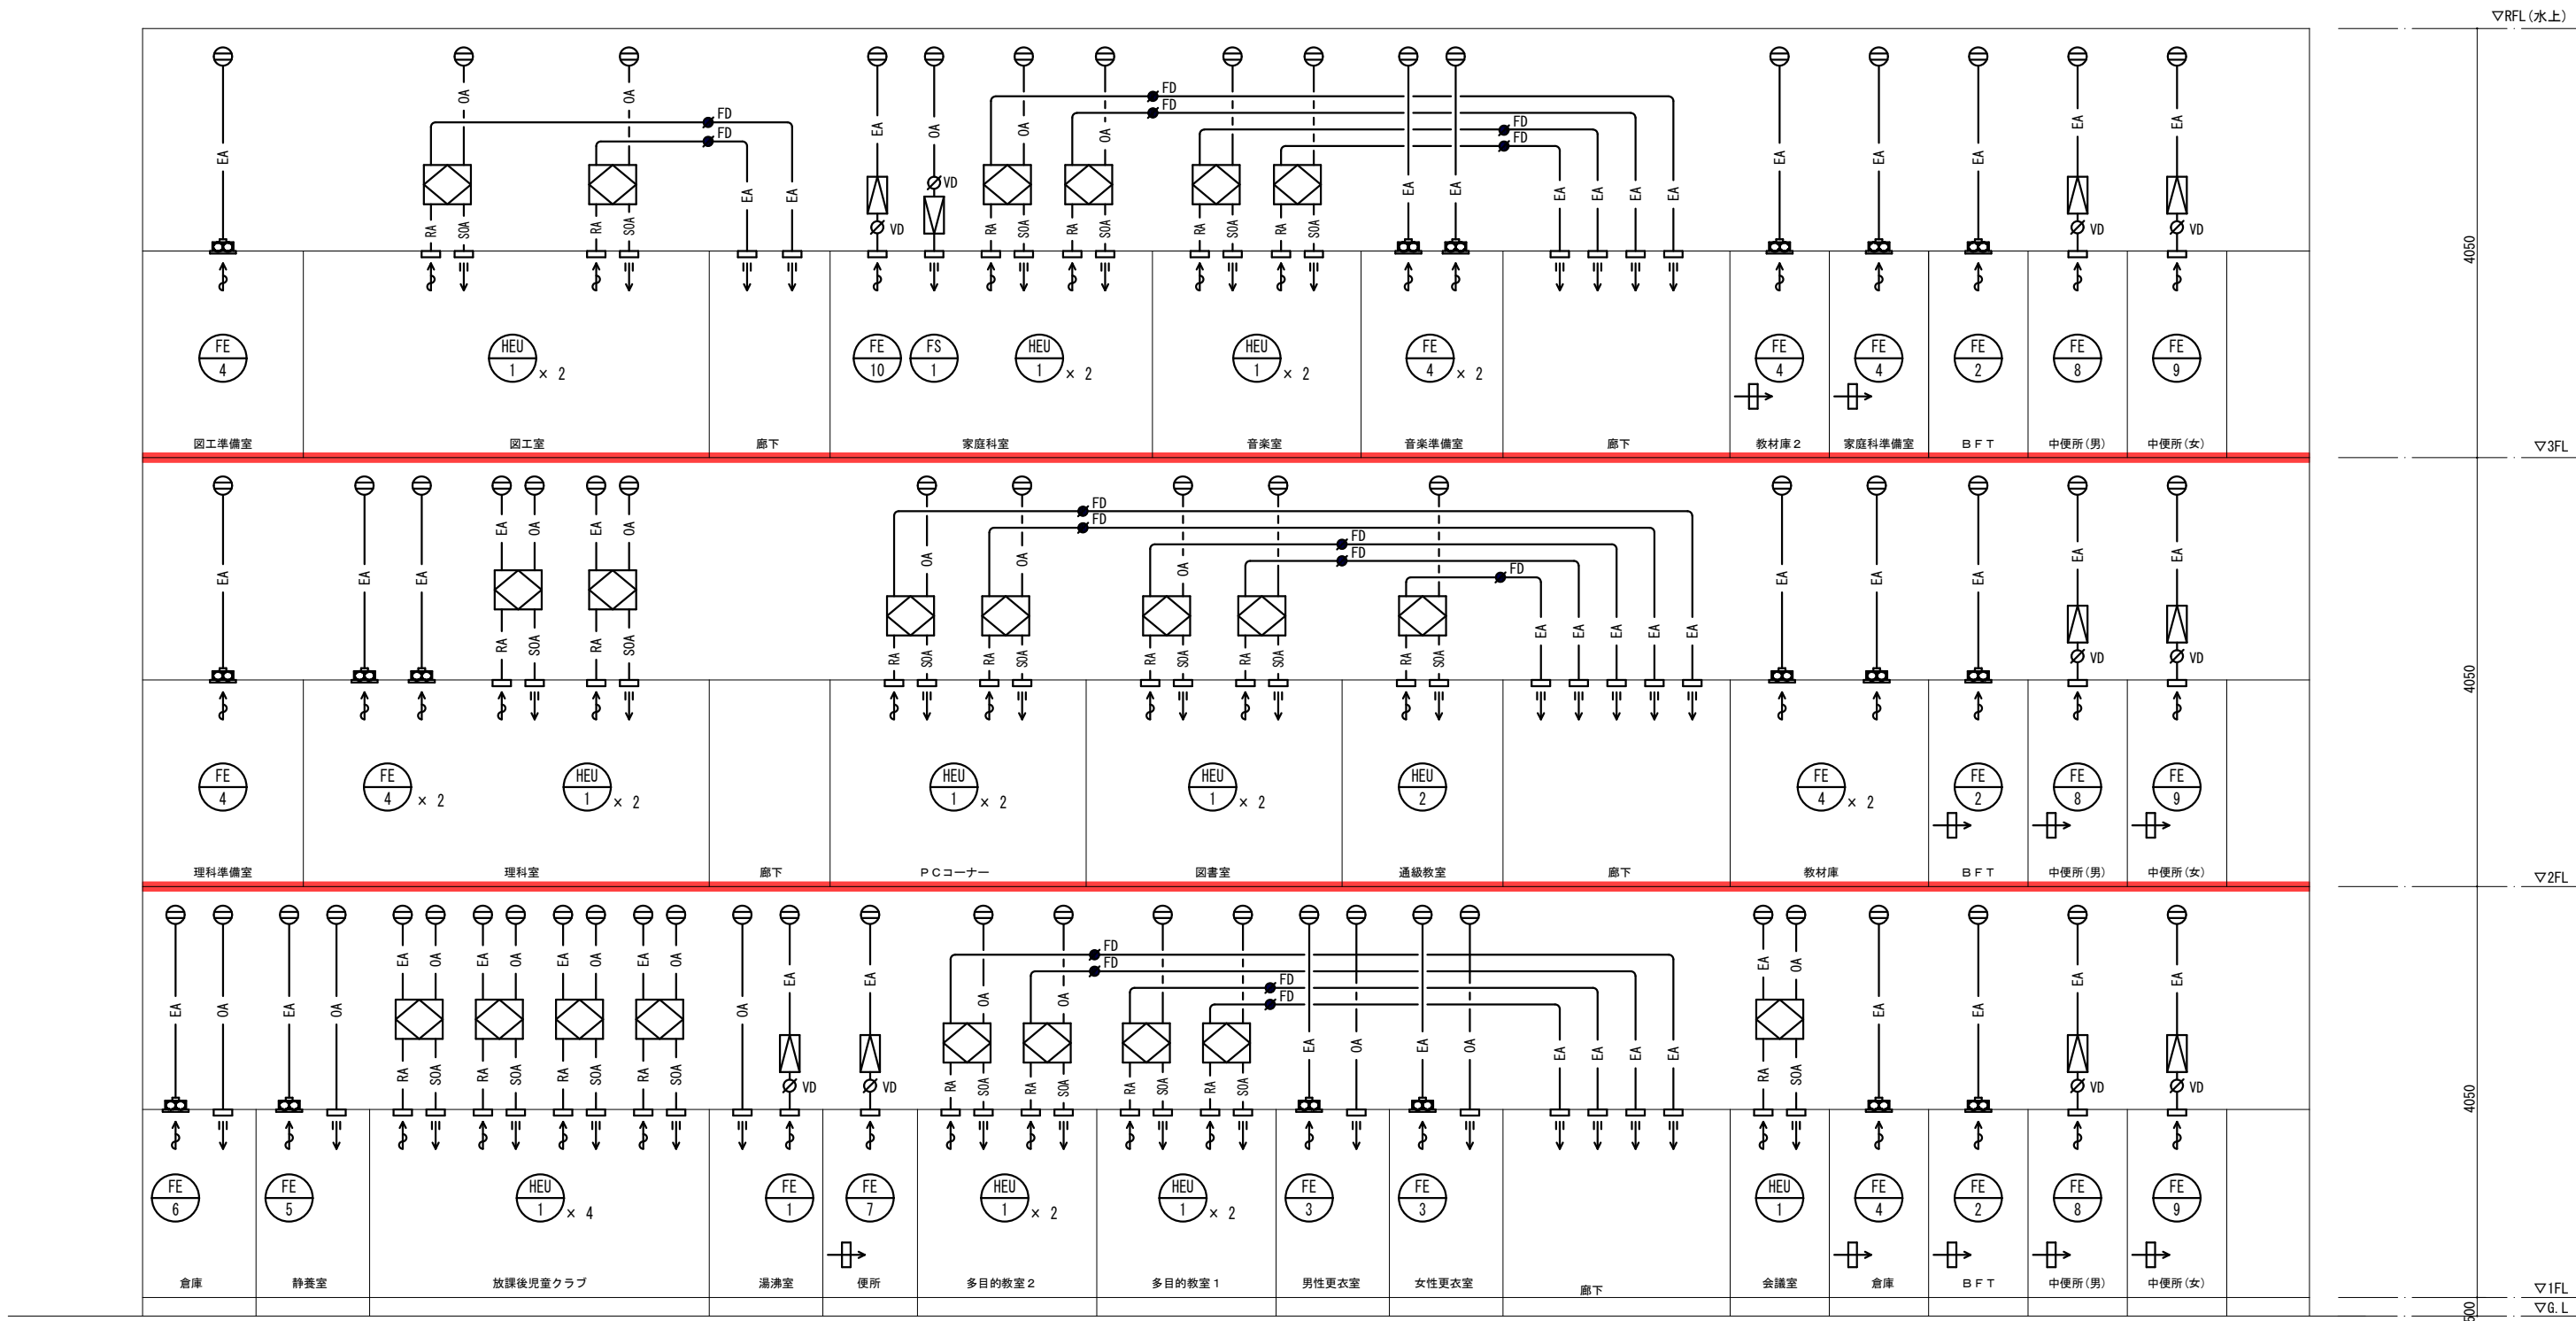 ▽RFL(水上)
FD
FD
FD
FD
FD
FD
OA
OA
EA
OA
OA
OA
EA
EA
EA
EA
EA
EA
EA
VD
EA
EA
EA
EA
EA
EA
EA
EA
RA
SOA
RA
SOA
VD
RA
SOA
RA
SOA
RA
SOA
RA
SOA
VD
VD
4050
FE
4
HEU
1
× 2
FE
10
FS
1
HEU
1
× 2
HEU
1
× 2
FE
4
× 2
FE
4
FE
4
FE
2
FE
8
FE
9
図工準備室
図工室
廊下
家庭科室
音楽室
音楽準備室
廊下
教材庫2
家庭科準備室
BFT
中便所(男)
中便所(女)
▽3FL
FD
FD
FD
FD
FD
EA
OA
EA
OA
EA
EA
EA
OA
OA
OA
EA
EA
EA
EA
EA
RA
SOA
RA
SOA
RA
SOA
RA
SOA
RA
SOA
RA
SOA
RA
SOA
EA
EA
EA
EA
EA
VD
VD
4050
FE
4
FE
4
× 2
HEU
1
× 2
HEU
1
× 2
HEU
1
× 2
HEU
2
FE
4
× 2
FE
2
FE
8
FE
9
理科準備室
理科室
廊下
PCコーナー
図書室
通級教室
廊下
教材庫
BFT
中便所(男)
中便所(女)
▽2FL
FD
FD
FD
FD
EA
OA
EA
OA
EA
OA
EA
OA
EA
OA
EA
OA
OA
EA
EA
OA
OA
EA
OA
EA
OA
EA
OA
EA
EA
EA
EA
RA
SOA
RA
SOA
RA
SOA
RA
SOA
VD
VD
RA
SOA
RA
SOA
RA
SOA
RA
SOA
EA
EA
EA
EA
RA
SOA
VD
VD
4050
FE
6
FE
5
HEU
1
× 4
FE
1
FE
7
HEU
1
× 2
HEU
1
× 2
FE
3
FE
3
HEU
1
FE
4
FE
2
FE
8
FE
9
倉庫
静養室
放課後児童クラブ
湯沸室
便所
多目的教室2
多目的教室1
男性更衣室
女性更衣室
廊下
会議室
倉庫
BFT
中便所(男)
中便所(女)
▽1FL
▽G.L